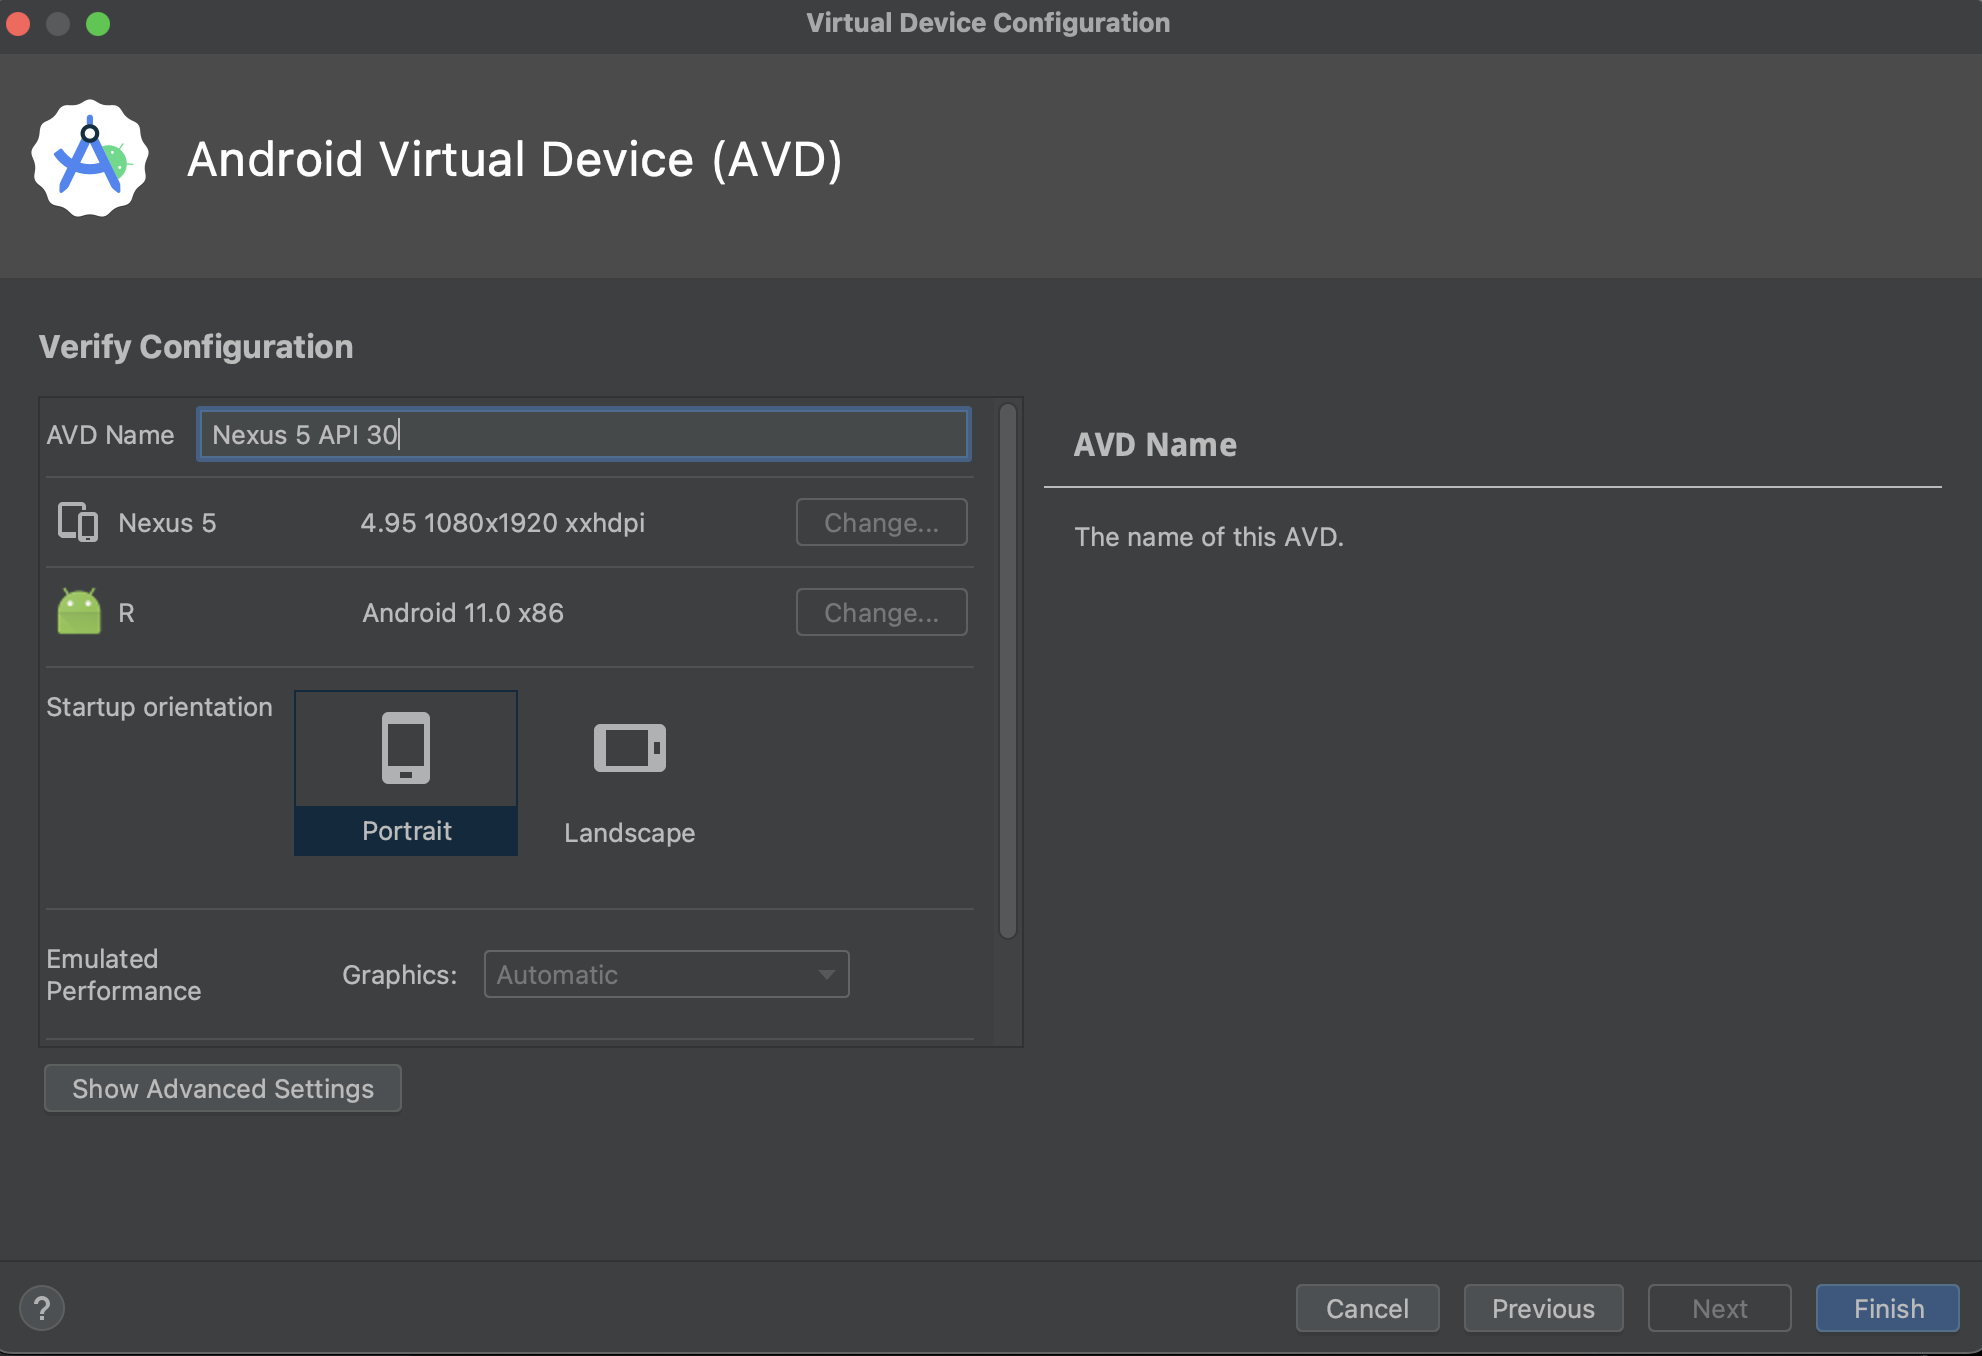 Virtual Device Configuration
Android Virtual Device (AVD)
Verify Configuration
AVD Name
Nexus 5 API 30
Nexus 5
4.95 1080x1920 xxhdpi
Change...
R
Android 11.0 x86
Change...
Startup orientation
Portrait
Landscape
Emulated
Performance
Graphics:
Automatic
Show Advanced Settings
AVD Name
The name of this AVD.
?
Cancel
Previous
Next
Finish